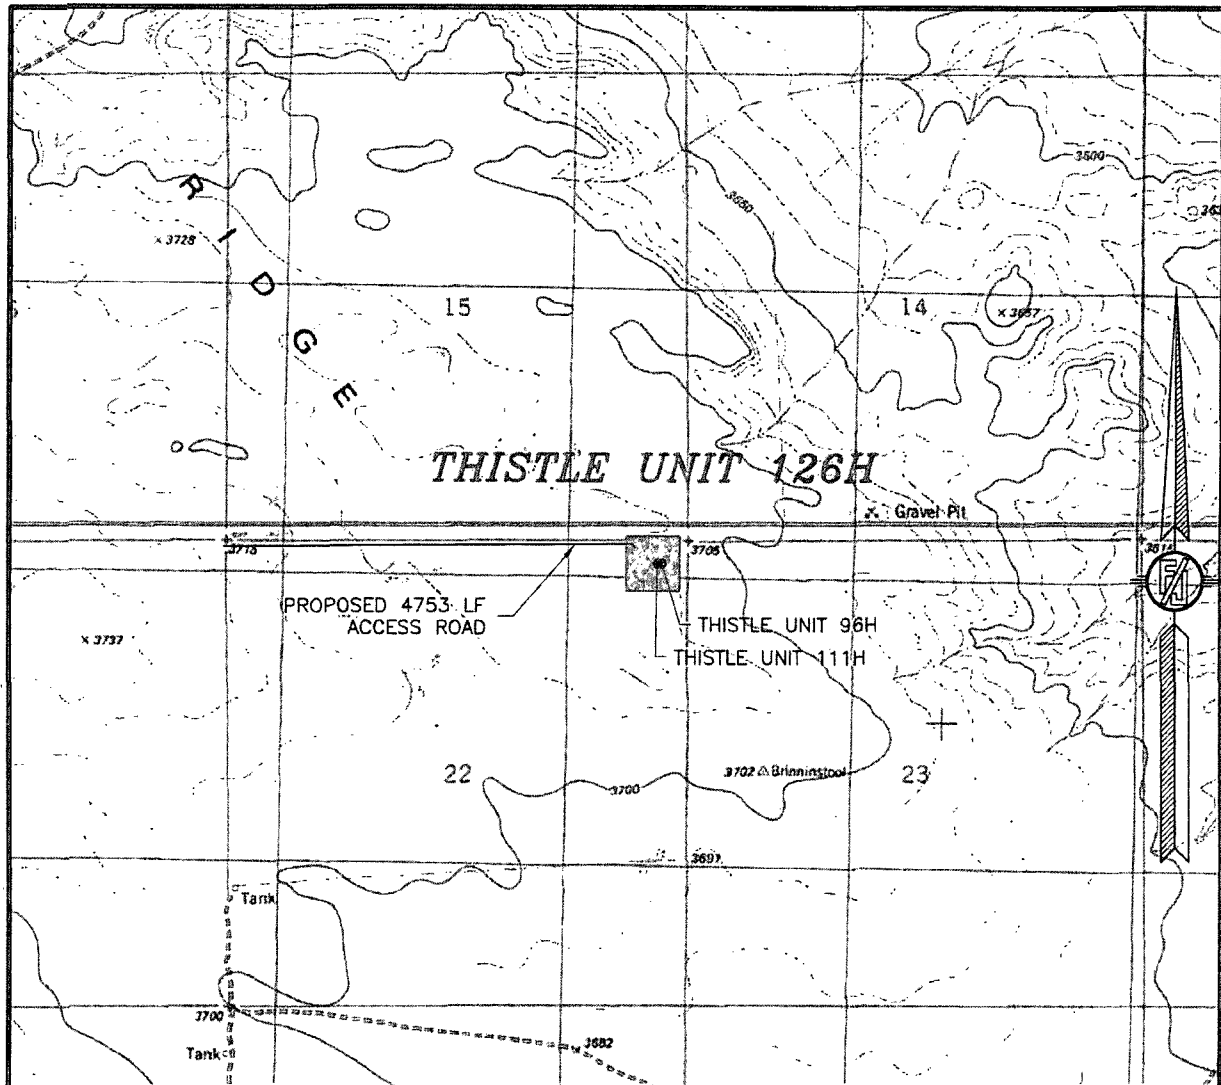 3600
R I D G E
3650
× 3728
15
14
× 3657
THISTLE UNIT 126H
Gravel Pit
3715
3705
PROPOSED 4753 LF
ACCESS ROAD
THISTLE UNIT 96H
× 3737
THISTLE UNIT 111H
22
3702 △ Brinninstool
23
3700
3697
Tank
3700
3682
Tank